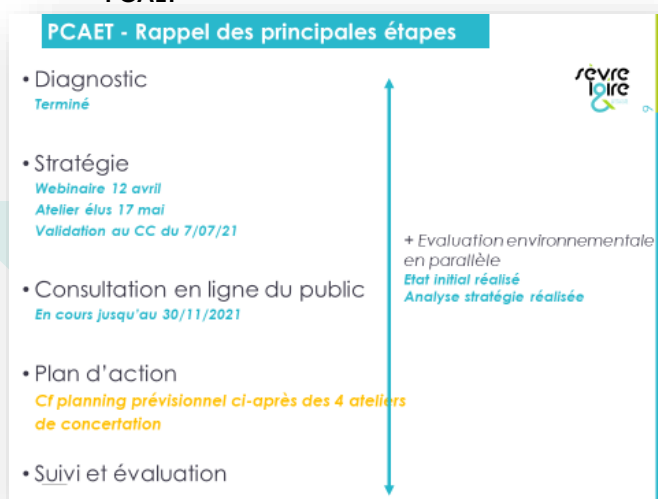 PCAET
PCAET - Rappel des principales étapes
• Diagnostic
Terminé
sèvre
loire
9
• Stratégie
Webinaire 12 avril
Atelier élus 17 mai
Validation au CC du 7/07/21
+ Evaluation environnementale
en parallèle
Etat initial réalisé
Analyse stratégie réalisée
• Consultation en ligne du public
En cours jusqu'au 30/11/2021
• Plan d'action
Cf planning prévisionnel ci-après des 4 ateliers
de concertation
• Suivi et évaluation